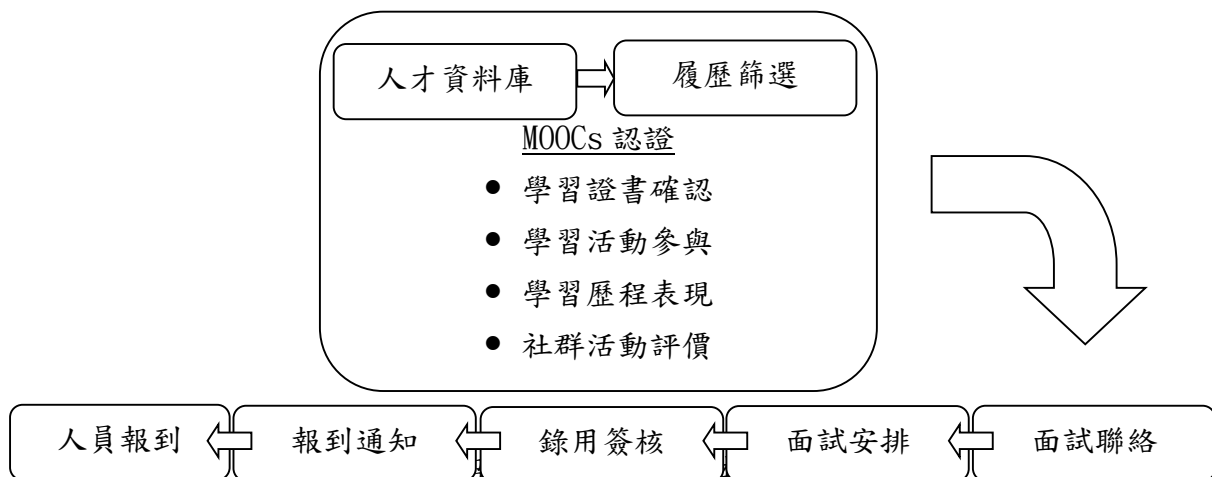 人才資料庫
履歷篩選
MOOCs 認證
● 學習證書確認
● 學習活動參與
● 學習歷程表現
● 社群活動評價
人員報到
報到通知
錄用簽核
面試安排
面試聯絡